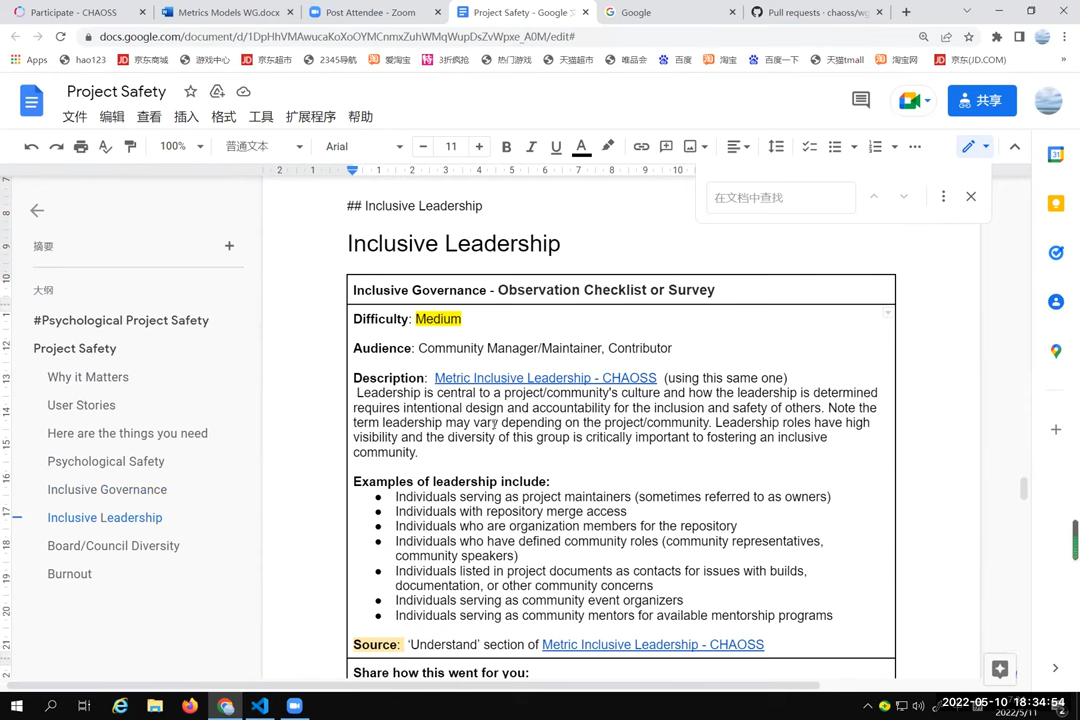 Participate - CHAOSS
Metrics Models WG.docx
Post Attendee - Zoom
Project Safety - Google
Google
Pull requests · chaoss/wg
docs.google.com/document/d/1DpHhVMAwucaKoXoOYMCnmxZuhWMqWupDsZvWpxe_A0M/edit#
Apps
hao123
京东商城
游戏中心
京东超市
2345导航
爱淘宝
3折疯抢
热门游戏
天猫超市
唯品会
百度
淘宝
百度一下
天猫tmall
淘宝网
京东(JD.COM)
Project Safety
文件 编辑 查看 插入 格式 工具 扩展程序 帮助
共享
100% 普通文本 Arial 11
在文档中查找
摘要
大纲
#Psychological Project Safety
Project Safety
Why it Matters
User Stories
Here are the things you need
Psychological Safety
Inclusive Governance
Inclusive Leadership
Board/Council Diversity
Burnout
## Inclusive Leadership
Inclusive Leadership
Inclusive Governance - Observation Checklist or Survey
Difficulty: Medium
Audience: Community Manager/Maintainer, Contributor
Description: Metric Inclusive Leadership - CHAOSS (using this same one)
Leadership is central to a project/community's culture and how the leadership is determined
requires intentional design and accountability for the inclusion and safety of others. Note the
term leadership may vary depending on the project/community. Leadership roles have high
visibility and the diversity of this group is critically important to fostering an inclusive
community.
Examples of leadership include:
● Individuals serving as project maintainers (sometimes referred to as owners)
● Individuals with repository merge access
● Individuals who are organization members for the repository
● Individuals who have defined community roles (community representatives,
community speakers)
● Individuals listed in project documents as contacts for issues with builds,
documentation, or other community concerns
● Individuals serving as community event organizers
● Individuals serving as community mentors for available mentorship programs
Source: ‘Understand’ section of Metric Inclusive Leadership - CHAOSS
Share how this went for you:
2022-05-10 18:34:54
2022/5/11